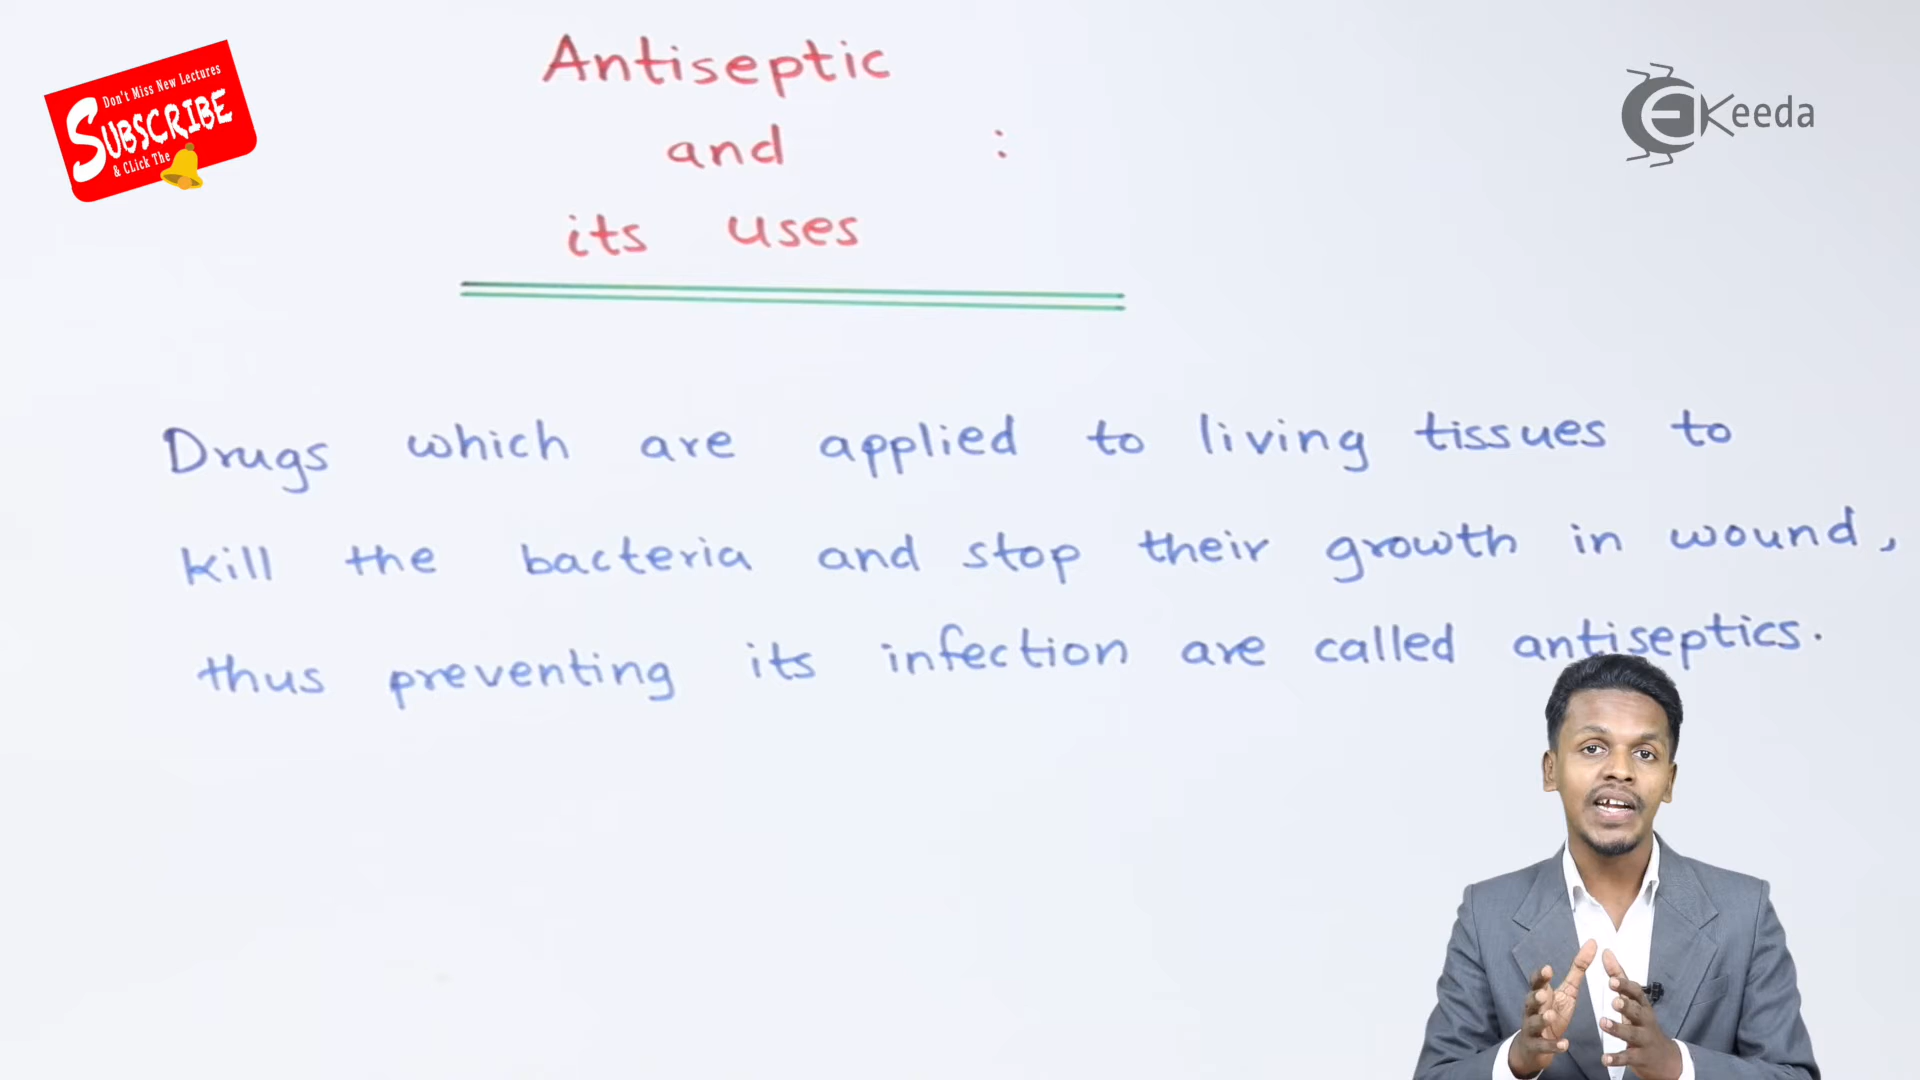 Don't Miss New Lectures
SUBSCRIBE
& CLick The
Antiseptic
and :
its uses
EKeeda
Drugs which are applied to living tissues to
kill the bacteria and stop their growth in wound,
thus preventing its infection are called antiseptics.